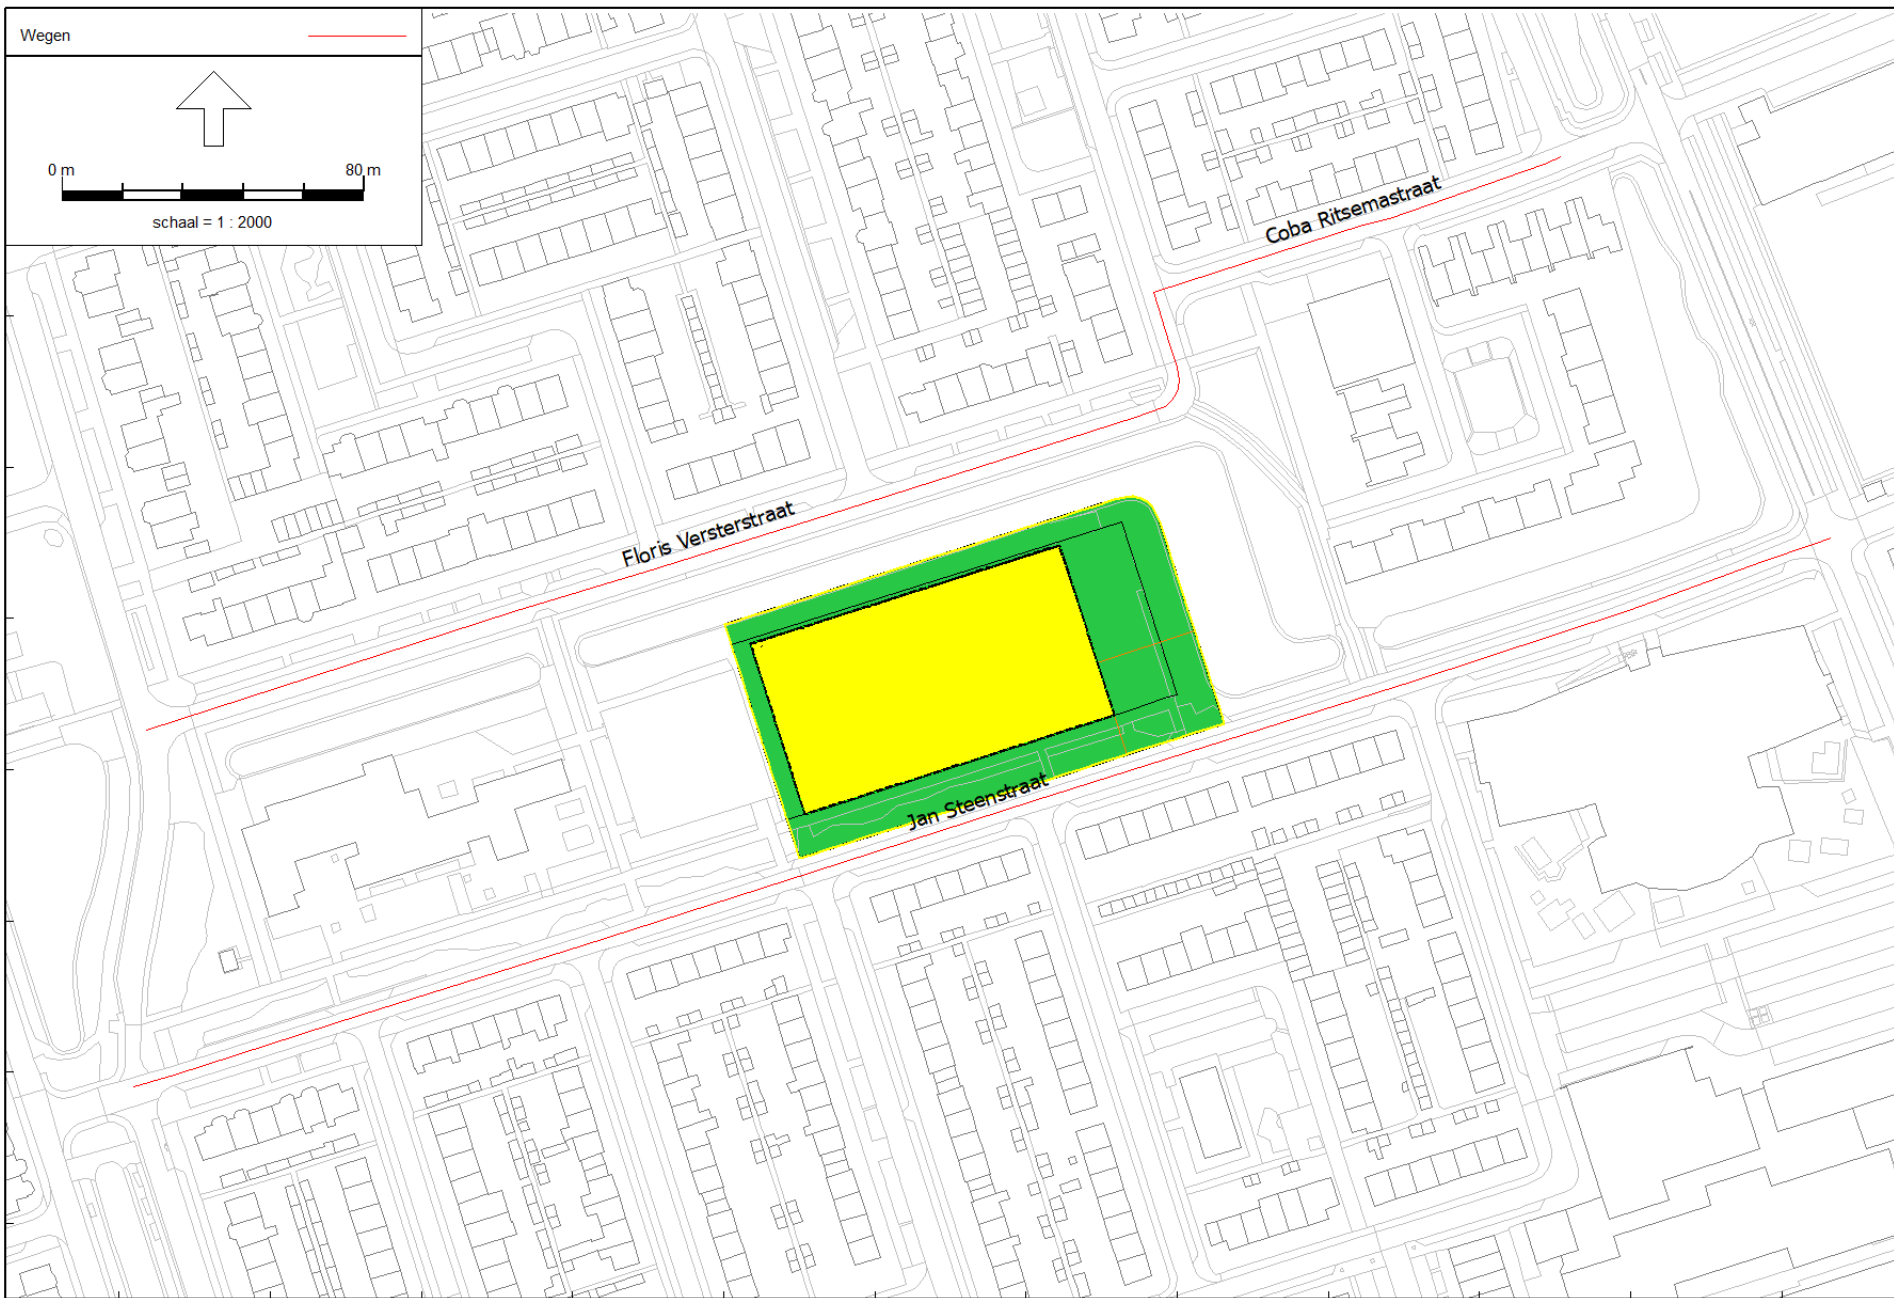 Wegen
0 m 80 m
schaal = 1 : 2000
Coba Ritsemastraat
Floris Versterstraat
Jan Steenstraat